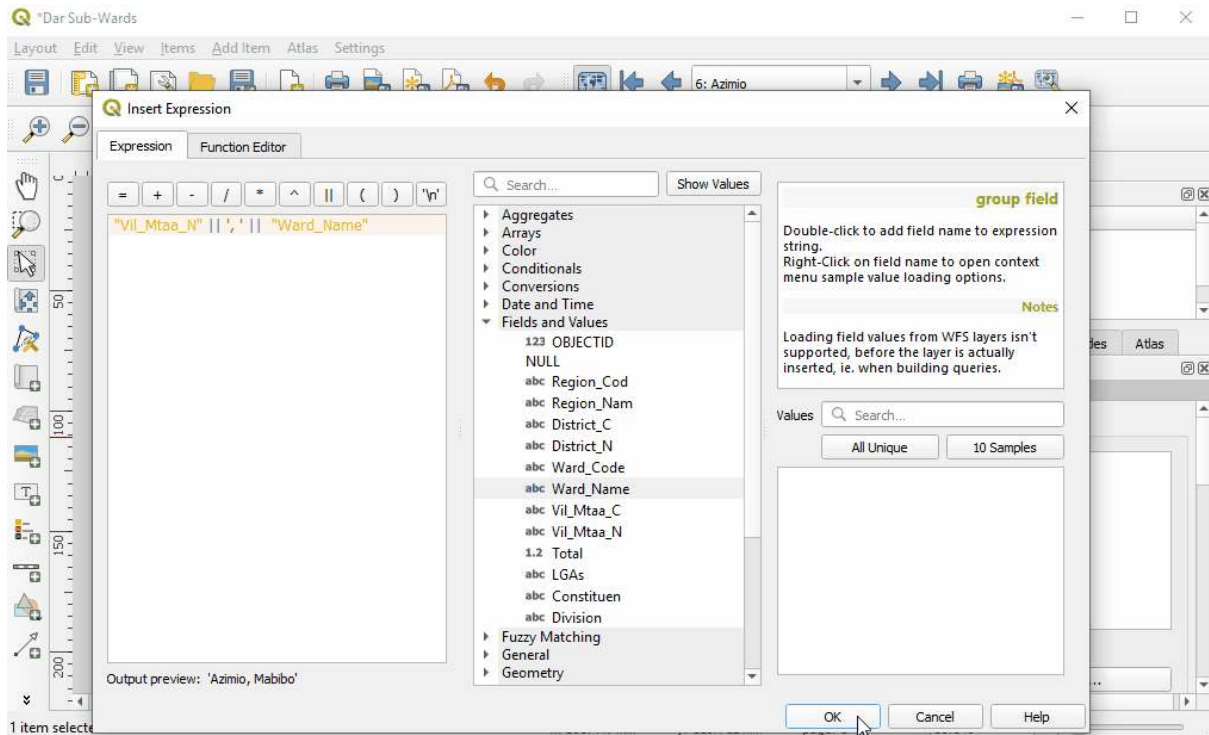 *Dar Sub-Wards
Layout Edit View Items Add Item Atlas Settings
6: Azimio
Insert Expression
Expression Function Editor
= + - / * ^ || ( ) '\n'
"Vil_Mtaa_N" || ', ' || "Ward_Name"
Output preview: 'Azimio, Mabibo'
Search... Show Values
Aggregates
Arrays
Color
Conditionals
Conversions
Date and Time
Fields and Values
123 OBJECTID
NULL
abc Region_Cod
abc Region_Nam
abc District_C
abc District_N
abc Ward_Code
abc Ward_Name
abc Vil_Mtaa_C
abc Vil_Mtaa_N
1.2 Total
abc LGAs
abc Constituen
abc Division
Fuzzy Matching
General
Geometry
group field
Double-click to add field name to expression
string.
Right-Click on field name to open context
menu sample value loading options.
Notes
Loading field values from WFS layers isn't
supported, before the layer is actually
inserted, ie. when building queries.
Values Search...
All Unique 10 Samples
OK Cancel Help
Atlas
50
100
150
200
1 item selecte